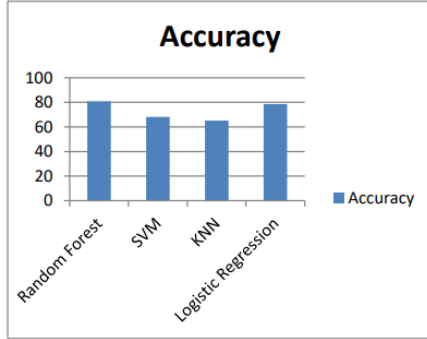 Accuracy
100
80
60
40
20
0
Random Forest
SVM
KNN
Logistic Regression
Accuracy